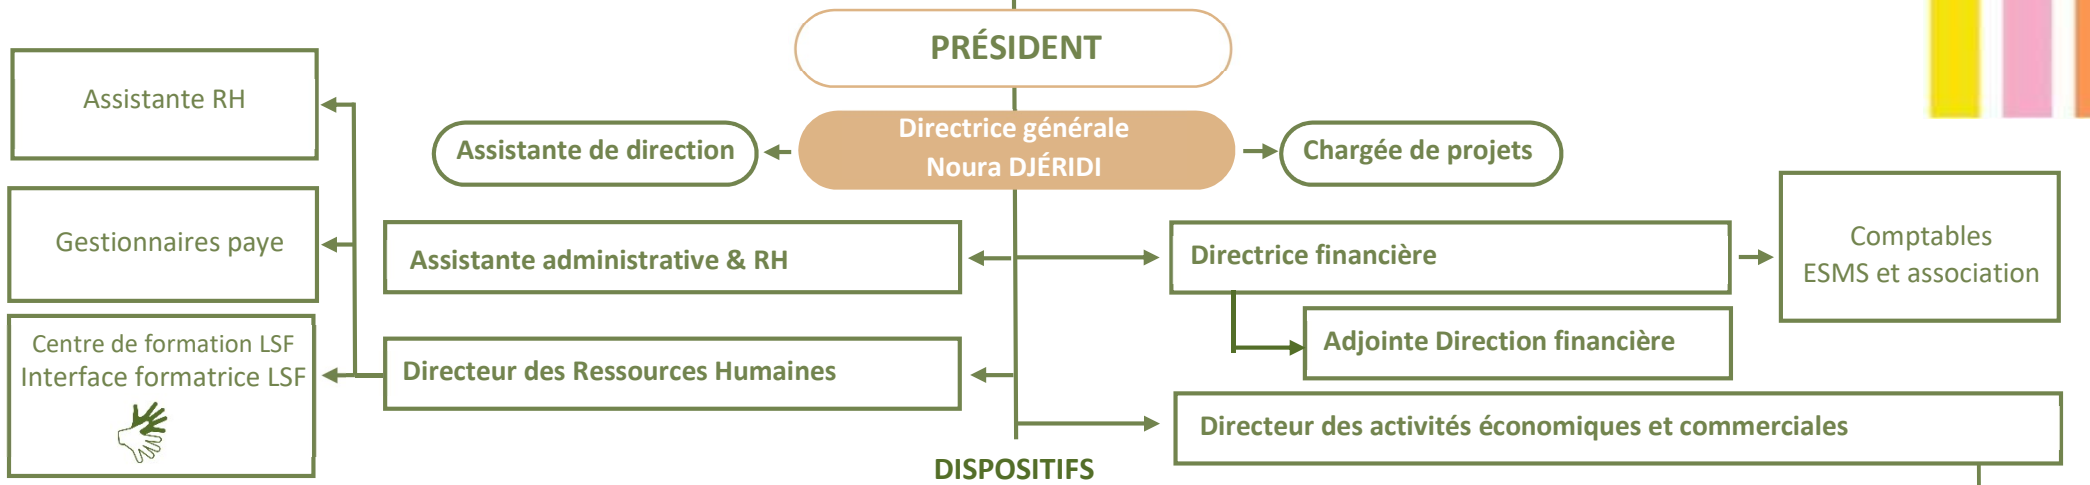 PRÉSIDENT
Directrice générale
Noura DJÉRIDI
Assistante de direction
Chargée de projets
Assistante RH
Gestionnaires paye
Centre de formation LSF
Interface formatrice LSF
Assistante administrative & RH
Directeur des Ressources Humaines
Directrice financière
Adjointe Direction financière
Comptables
ESMS et association
Directeur des activités économiques et commerciales
DISPOSITIFS